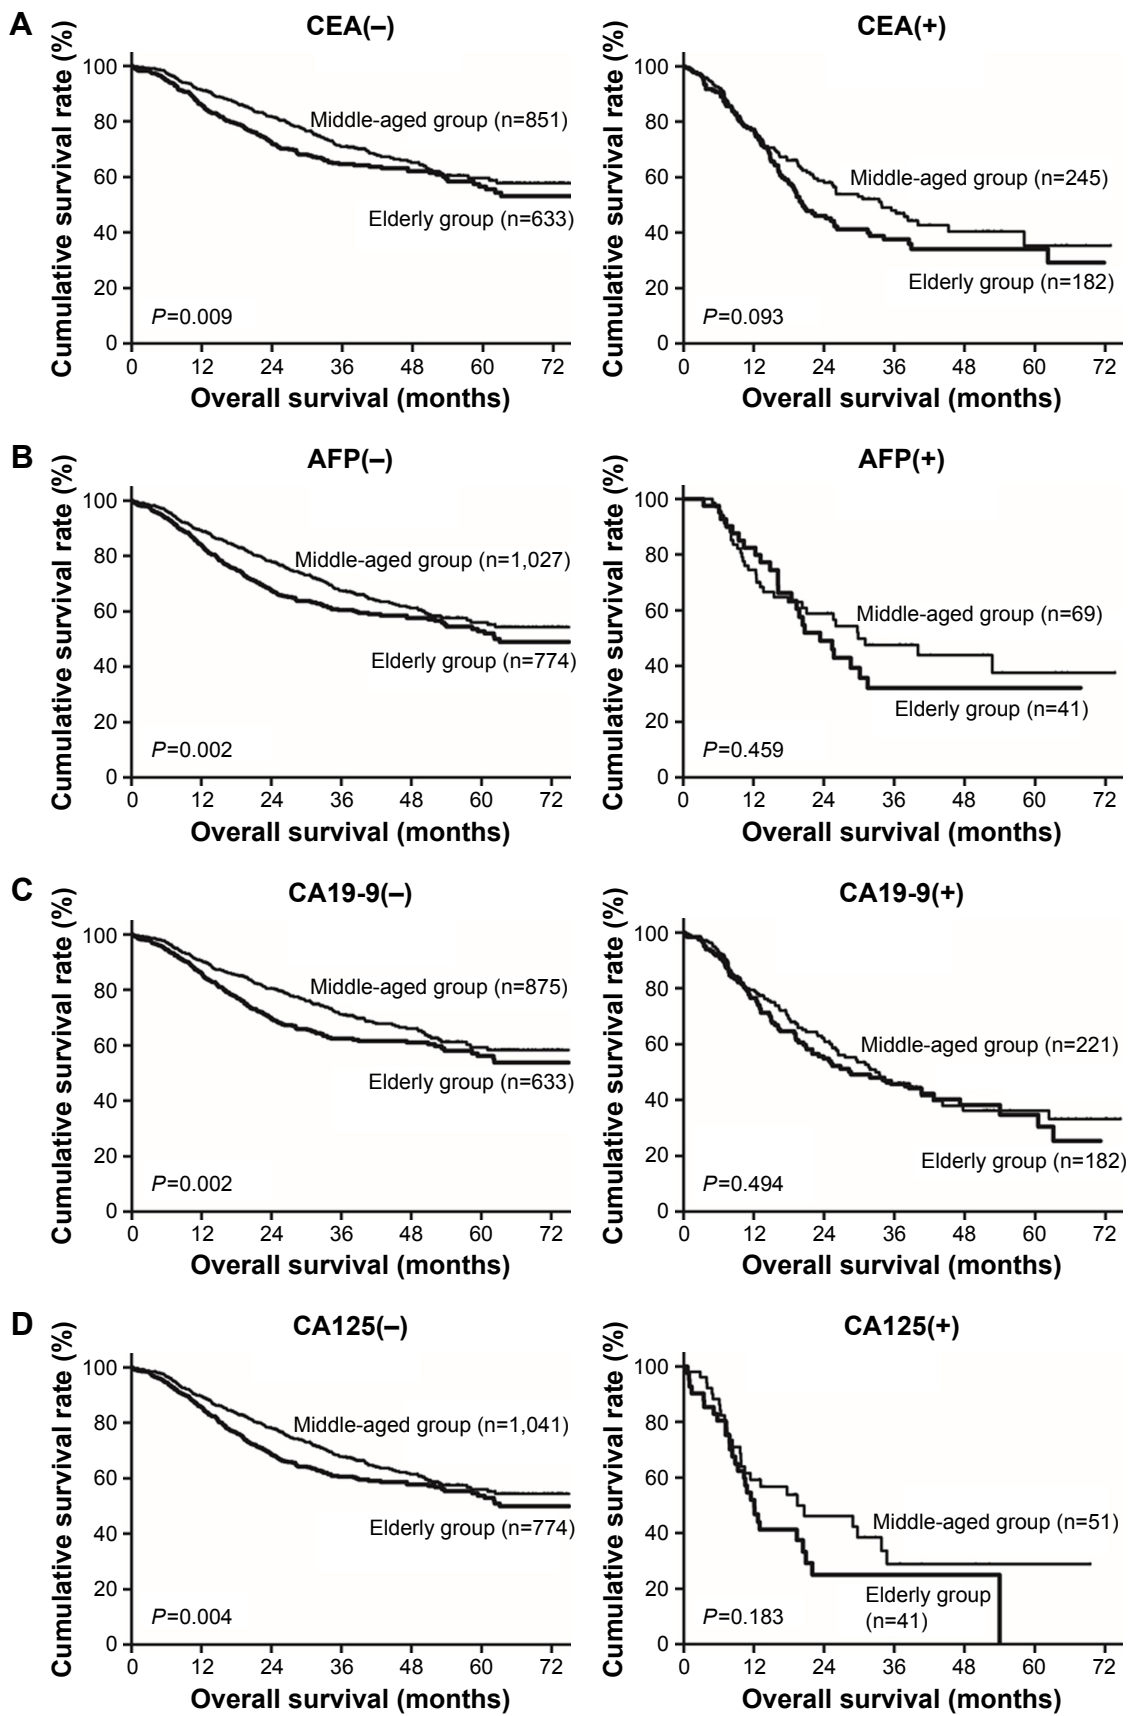 A
CEA(–)
Cumulative survival rate (%)
100
80
60
40
20
0
Middle-aged group (n=851)
Elderly group (n=633)
P=0.009
0 12 24 36 48 60 72
Overall survival (months)
CEA(+)
Cumulative survival rate (%)
100
80
60
40
20
0
Middle-aged group (n=245)
Elderly group (n=182)
P=0.093
0 12 24 36 48 60 72
Overall survival (months)
B
AFP(–)
Cumulative survival rate (%)
100
80
60
40
20
0
Middle-aged group (n=1,027)
Elderly group (n=774)
P=0.002
0 12 24 36 48 60 72
Overall survival (months)
AFP(+)
Cumulative survival rate (%)
100
80
60
40
20
0
Middle-aged group (n=69)
Elderly group (n=41)
P=0.459
0 12 24 36 48 60 72
Overall survival (months)
C
CA19-9(–)
Cumulative survival rate (%)
100
80
60
40
20
0
Middle-aged group (n=875)
Elderly group (n=633)
P=0.002
0 12 24 36 48 60 72
Overall survival (months)
CA19-9(+)
Cumulative survival rate (%)
100
80
60
40
20
0
Middle-aged group (n=221)
Elderly group (n=182)
P=0.494
0 12 24 36 48 60 72
Overall survival (months)
D
CA125(–)
Cumulative survival rate (%)
100
80
60
40
20
0
Middle-aged group (n=1,041)
Elderly group (n=774)
P=0.004
0 12 24 36 48 60 72
Overall survival (months)
CA125(+)
Cumulative survival rate (%)
100
80
60
40
20
0
Middle-aged group (n=51)
Elderly group
(n=41)
P=0.183
0 12 24 36 48 60 72
Overall survival (months)